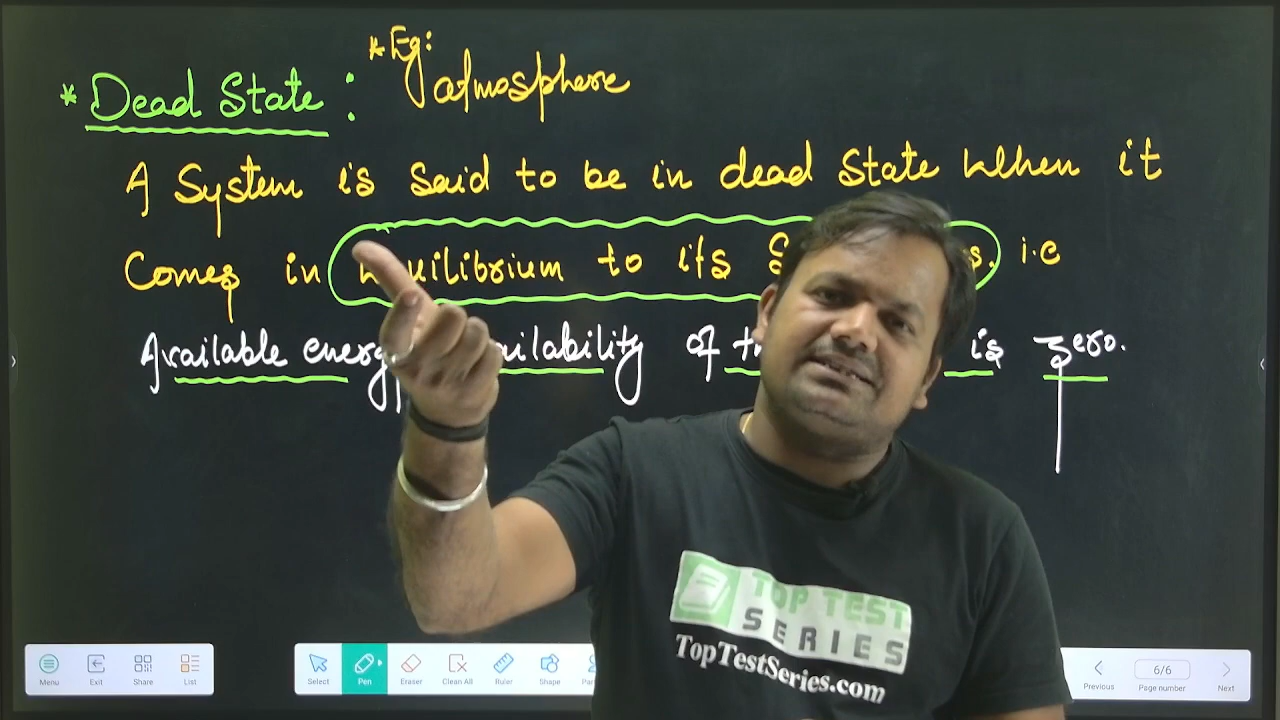 * Eg:
atmosphere
* Dead State :
A System is said to be in dead State When it
Comes in Equilibrium to its i.e
Available energy of is zero.
TOP TEST
SERIES
TopTestSeries.com
Menu
Exit
Share
List
Select
Pen
Eraser
Clean All
Ruler
Shape
Previous
6/6
Page number
Next